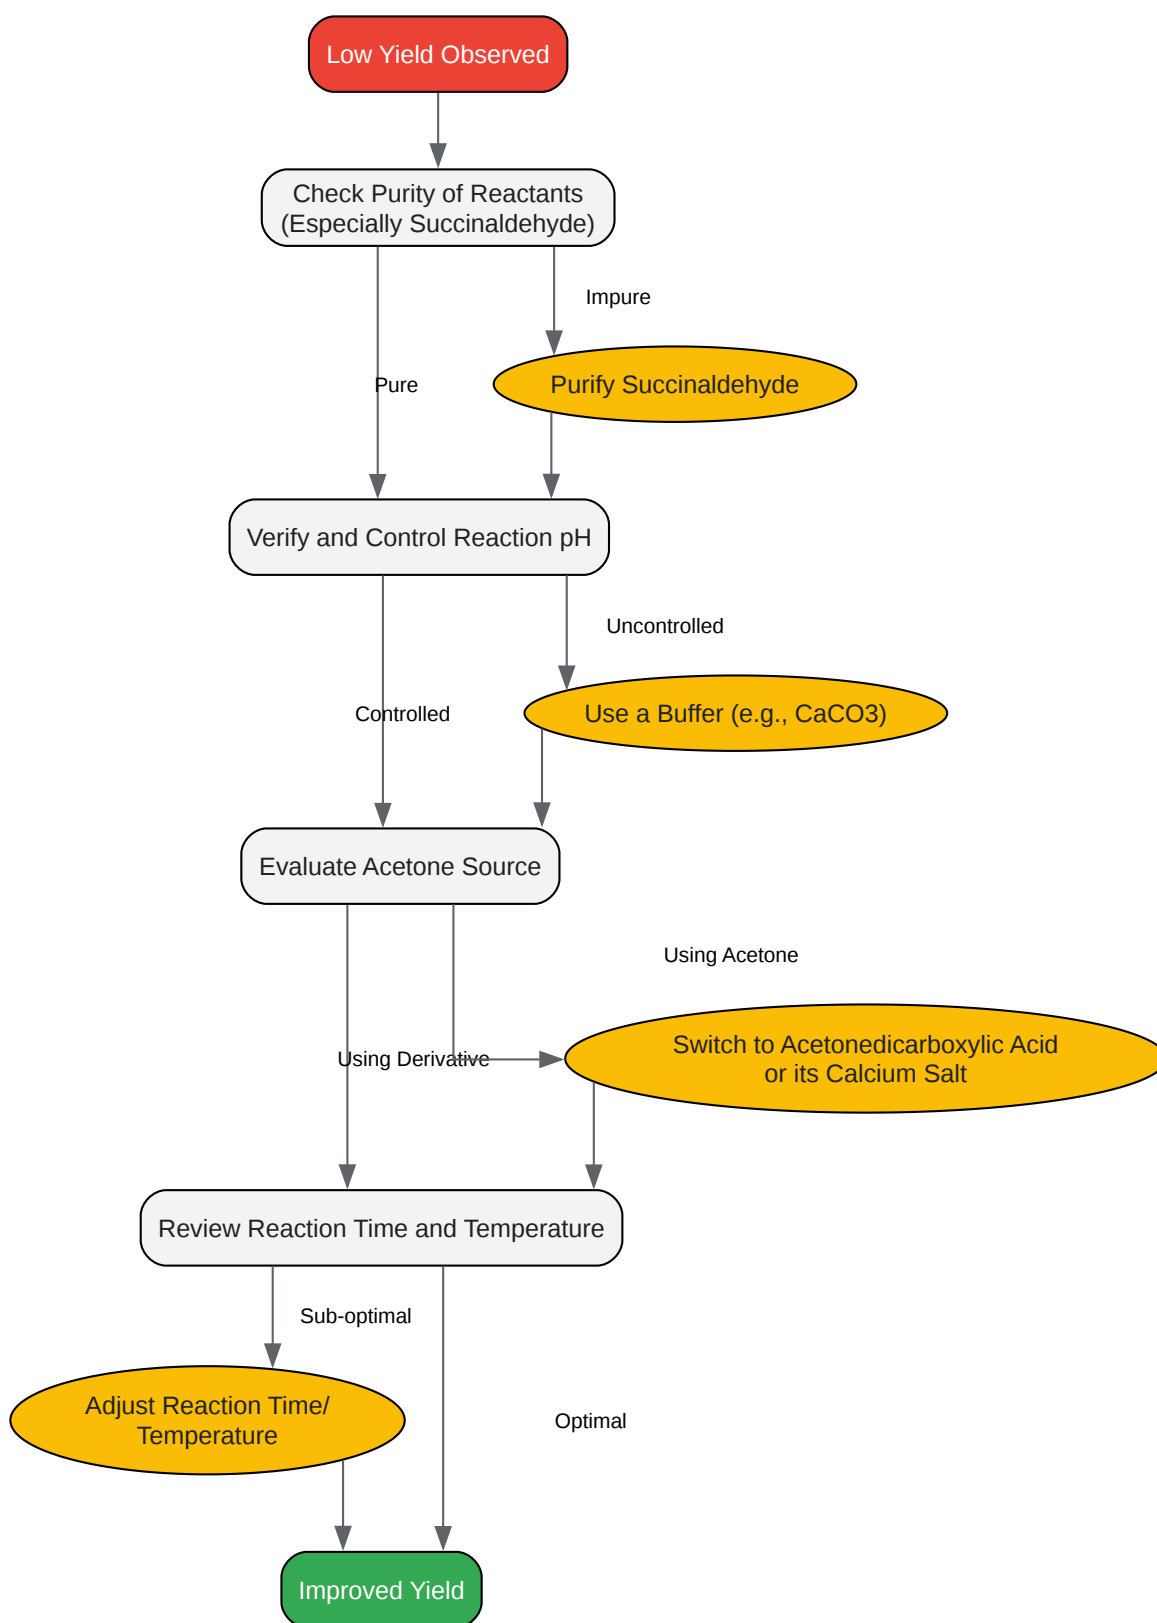 Low Yield Observed
Check Purity of Reactants
(Especially Succinaldehyde)
Impure
Pure
Purify Succinaldehyde
Verify and Control Reaction pH
Uncontrolled
Controlled
Use a Buffer (e.g., CaCO3)
Evaluate Acetone Source
Using Acetone
Using Derivative
Switch to Acetonedicarboxylic Acid
or its Calcium Salt
Review Reaction Time and Temperature
Sub-optimal
Adjust Reaction Time/
Temperature
Optimal
Improved Yield